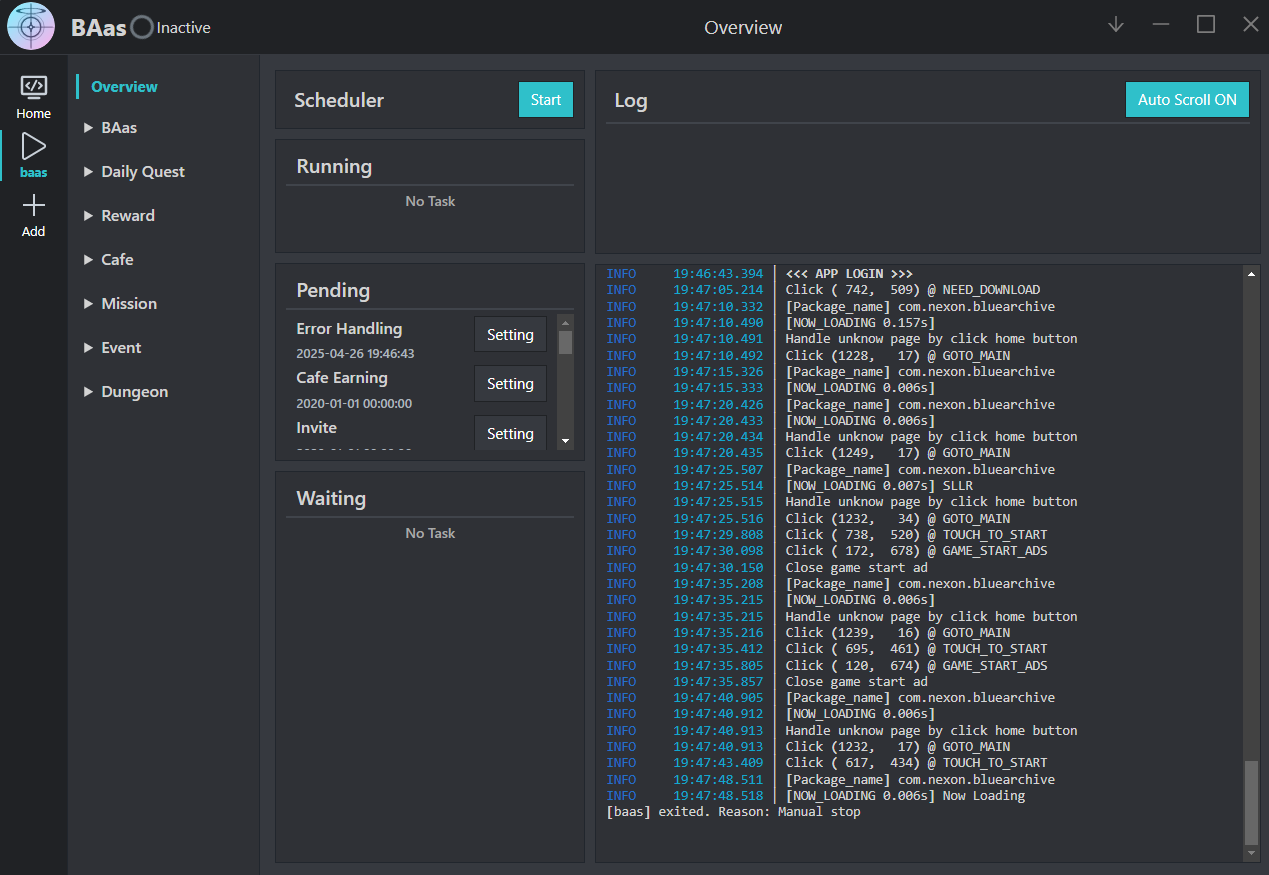 BAas Inactive
Overview
Home
baas
Add
Overview
BAas
Daily Quest
Reward
Cafe
Mission
Event
Dungeon
Scheduler
Start
Running
No Task
Pending
Error Handling
2025-04-26 19:46:43
Setting
Cafe Earning
2020-01-01 00:00:00
Setting
Invite
Setting
Waiting
No Task
Log
Auto Scroll ON
INFO 19:46:43.394 │ <<< APP LOGIN >>>
INFO 19:47:05.214 │ Click ( 742, 509) @ NEED_DOWNLOAD
INFO 19:47:10.332 │ [Package_name] com.nexon.bluearchive
INFO 19:47:10.490 │ [NOW_LOADING 0.157s]
INFO 19:47:10.491 │ Handle unknow page by click home button
INFO 19:47:10.492 │ Click (1228, 17) @ GOTO_MAIN
INFO 19:47:15.326 │ [Package_name] com.nexon.bluearchive
INFO 19:47:15.333 │ [NOW_LOADING 0.006s]
INFO 19:47:20.426 │ [Package_name] com.nexon.bluearchive
INFO 19:47:20.433 │ [NOW_LOADING 0.006s]
INFO 19:47:20.434 │ Handle unknow page by click home button
INFO 19:47:20.435 │ Click (1249, 17) @ GOTO_MAIN
INFO 19:47:25.507 │ [Package_name] com.nexon.bluearchive
INFO 19:47:25.514 │ [NOW_LOADING 0.007s] SLLR
INFO 19:47:25.515 │ Handle unknow page by click home button
INFO 19:47:25.516 │ Click (1232, 34) @ GOTO_MAIN
INFO 19:47:29.808 │ Click ( 738, 520) @ TOUCH_TO_START
INFO 19:47:30.098 │ Click ( 172, 678) @ GAME_START_ADS
INFO 19:47:30.150 │ Close game start ad
INFO 19:47:35.208 │ [Package_name] com.nexon.bluearchive
INFO 19:47:35.215 │ [NOW_LOADING 0.006s]
INFO 19:47:35.215 │ Handle unknow page by click home button
INFO 19:47:35.216 │ Click (1239, 16) @ GOTO_MAIN
INFO 19:47:35.412 │ Click ( 695, 461) @ TOUCH_TO_START
INFO 19:47:35.805 │ Click ( 120, 674) @ GAME_START_ADS
INFO 19:47:35.857 │ Close game start ad
INFO 19:47:40.905 │ [Package_name] com.nexon.bluearchive
INFO 19:47:40.912 │ [NOW_LOADING 0.006s]
INFO 19:47:40.913 │ Handle unknow page by click home button
INFO 19:47:40.913 │ Click (1232, 17) @ GOTO_MAIN
INFO 19:47:43.409 │ Click ( 617, 434) @ TOUCH_TO_START
INFO 19:47:48.511 │ [Package_name] com.nexon.bluearchive
INFO 19:47:48.518 │ [NOW_LOADING 0.006s] Now Loading
[baas] exited. Reason: Manual stop